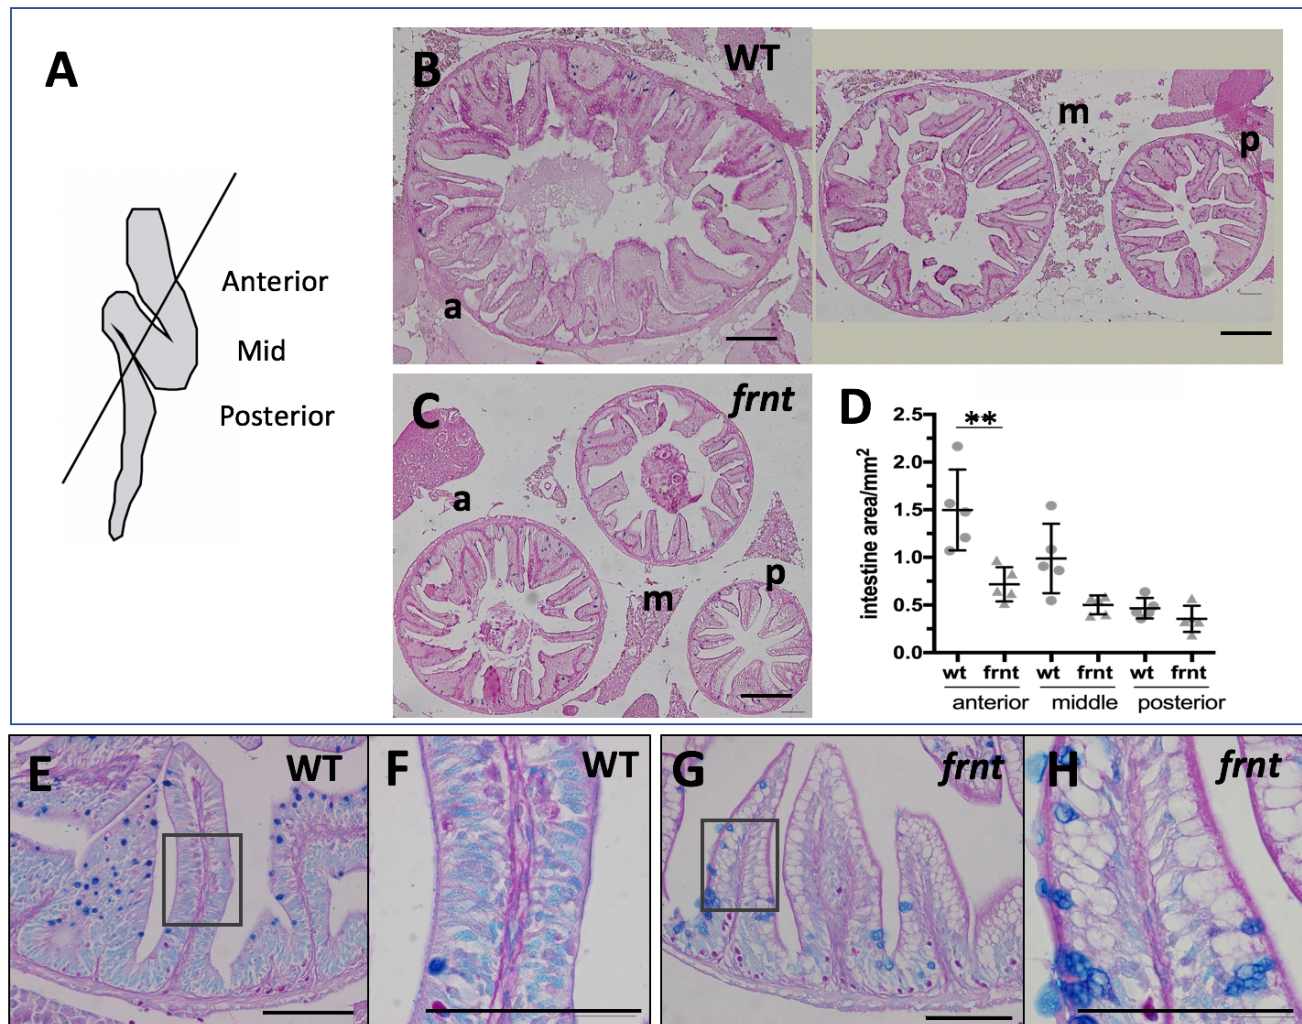 A
Anterior
Mid
Posterior
B
WT
a
m
p
C
frnt
a
m
p
D
**
2.5
2.0
1.5
1.0
0.5
0.0
intestine area/mm²
wt frnt wt frnt wt frnt
anterior middle posterior
E WT
F WT
G frnt
H frnt